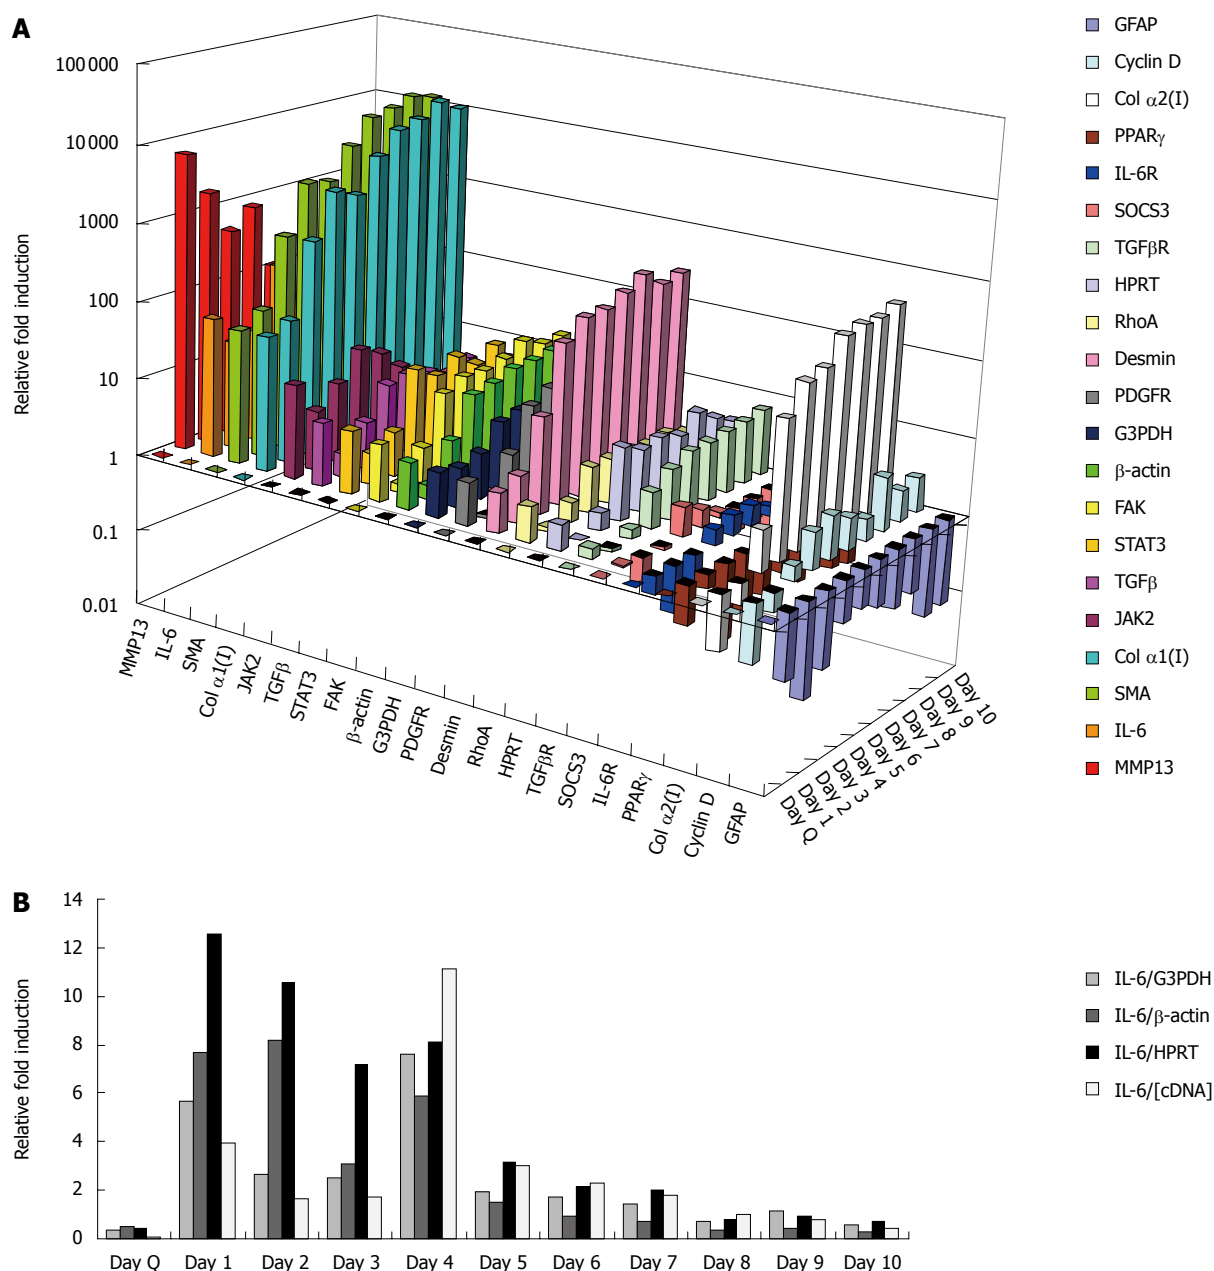 A
Relative fold induction
100 000
10 000
1000
100
10
1
0.1
0.01
MMP13
IL-6
SMA
Col α1(I)
JAK2
TGFβ
STAT3
FAK
β-actin
G3PDH
PDGFR
Desmin
RhoA
HPRT
TGFβR
SOCS3
IL-6R
PPARγ
Col α2(I)
Cyclin D
GFAP
Day Q
Day 1
Day 2
Day 3
Day 4
Day 5
Day 6
Day 7
Day 8
Day 9
Day 10
GFAP
Cyclin D
Col α2(I)
PPARγ
IL-6R
SOCS3
TGFβR
HPRT
RhoA
Desmin
PDGFR
G3PDH
β-actin
FAK
STAT3
TGFβ
JAK2
Col α1(I)
SMA
IL-6
MMP13
B
Relative fold induction
14
12
10
8
6
4
2
0
Day Q Day 1 Day 2 Day 3 Day 4 Day 5 Day 6 Day 7 Day 8 Day 9 Day 10
IL-6/G3PDH
IL-6/β-actin
IL-6/HPRT
IL-6/[cDNA]